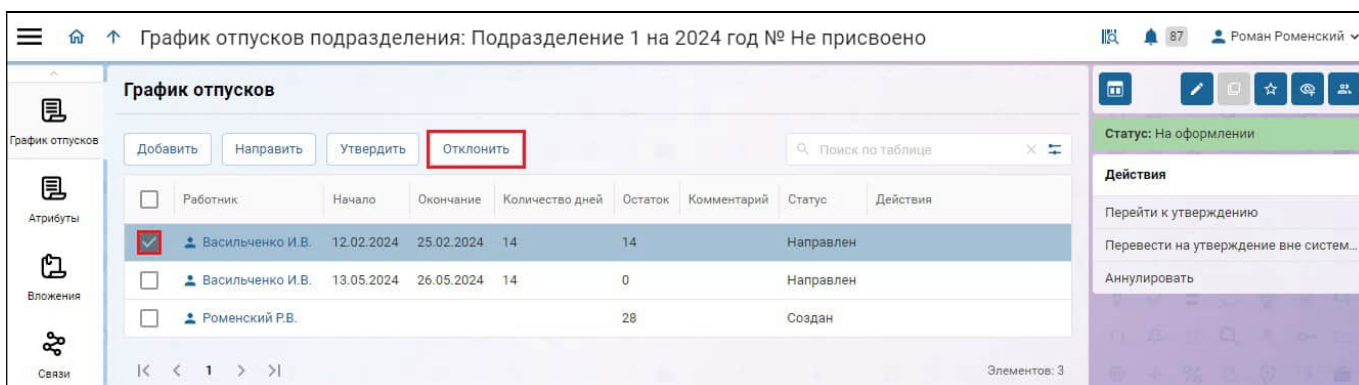 График отпусков подразделения: Подразделение 1 на 2024 год № Не присвоено
87
Роман Роменский
График отпусков
Атрибуты
Вложения
Связи
График отпусков
Добавить Направить Утвердить Отклонить Поиск по таблице
Работник Начало Окончание Количество дней Остаток Комментарий Статус Действия
Васильченко И.В. 12.02.2024 25.02.2024 14 14 Направлен
Васильченко И.В. 13.05.2024 26.05.2024 14 0 Направлен
Роменский Р.В. 28 Создан
1
Элементов: 3
Статус: На оформлении
Действия
Перейти к утверждению
Перевести на утверждение вне систем...
Аннулировать